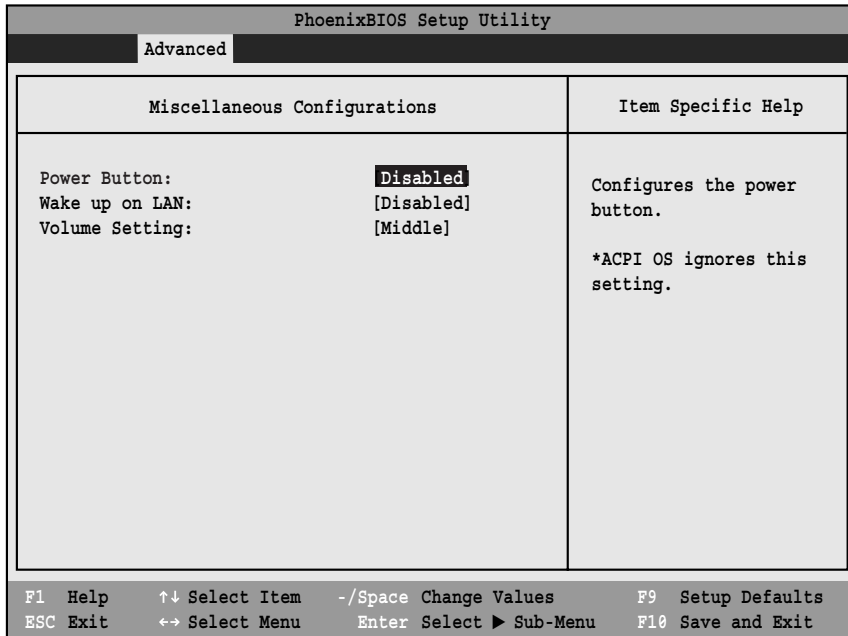 PhoenixBIOS Setup Utility
Advanced
Miscellaneous Configurations
Item Specific Help
Power Button: [Disabled]
Wake up on LAN: [Disabled]
Volume Setting: [Middle]
Configures the power
button.
*ACPI OS ignores this
setting.
F1 Help ↑↓ Select Item -/Space Change Values F9 Setup Defaults
ESC Exit ←→ Select Menu Enter Select ▶ Sub-Menu F10 Save and Exit